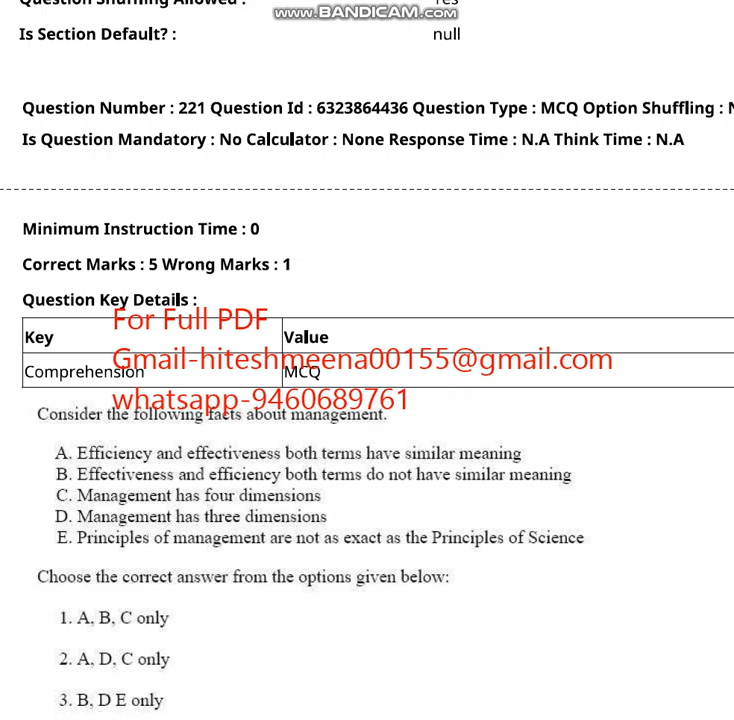 Question Shuffling Allowed : Yes
www.BANDICAM.com
Is Section Default? : null
Question Number : 221 Question Id : 6323864436 Question Type : MCQ Option Shuffling : N
Is Question Mandatory : No Calculator : None Response Time : N.A Think Time : N.A
Minimum Instruction Time : 0
Correct Marks : 5 Wrong Marks : 1
Question Key Details :
For Full PDF
Key Value
Gmail-hiteshmeena00155@gmail.com
Comprehension MCQ
whatsapp-9460689761
Consider the following facts about management.
A. Efficiency and effectiveness both terms have similar meaning
B. Effectiveness and efficiency both terms do not have similar meaning
C. Management has four dimensions
D. Management has three dimensions
E. Principles of management are not as exact as the Principles of Science
Choose the correct answer from the options given below:
1. A, B, C only
2. A, D, C only
3. B, D E only